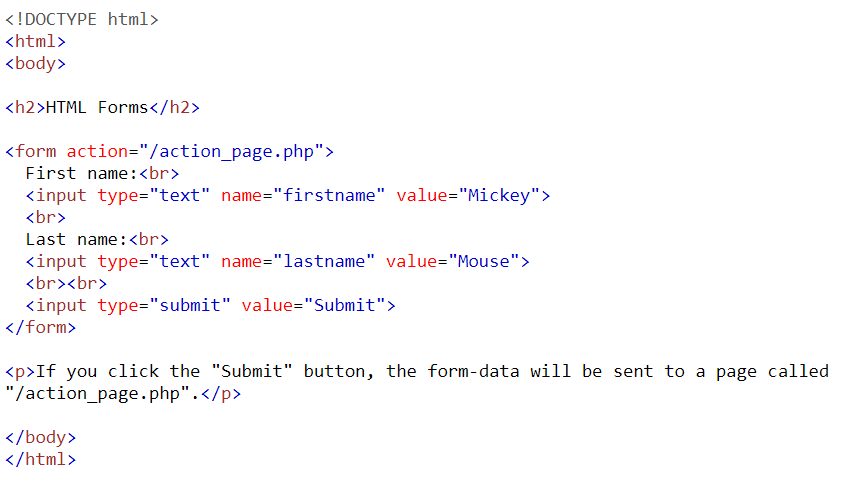 <!DOCTYPE html>
<html>
<body>
<h2>HTML Forms</h2>
<form action="/action_page.php">
First name:<br>
<input type="text" name="firstname" value="Mickey">
<br>
Last name:<br>
<input type="text" name="lastname" value="Mouse">
<br><br>
<input type="submit" value="Submit">
</form>
<p>If you click the "Submit" button, the form-data will be sent to a page called
"/action_page.php".</p>
</body>
</html>